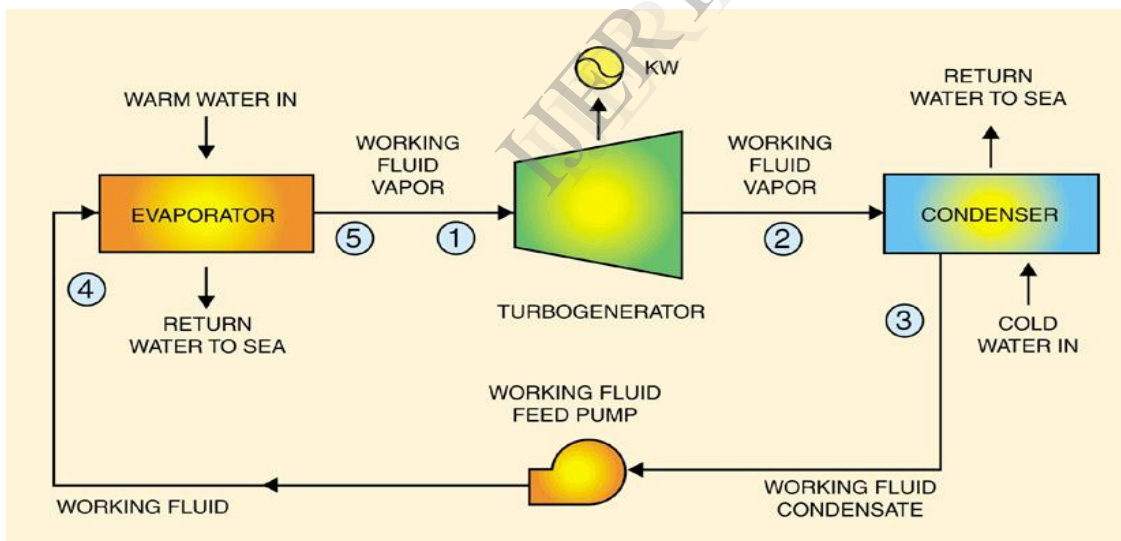 IJERT
KW
WARM WATER IN
WORKING
FLUID
VAPOR
WORKING
FLUID
VAPOR
RETURN
WATER TO SEA
EVAPORATOR
CONDENSER
5
1
2
4
3
RETURN
WATER TO SEA
TURBOGENERATOR
COLD
WATER IN
WORKING FLUID
FEED PUMP
WORKING FLUID
WORKING FLUID
CONDENSATE